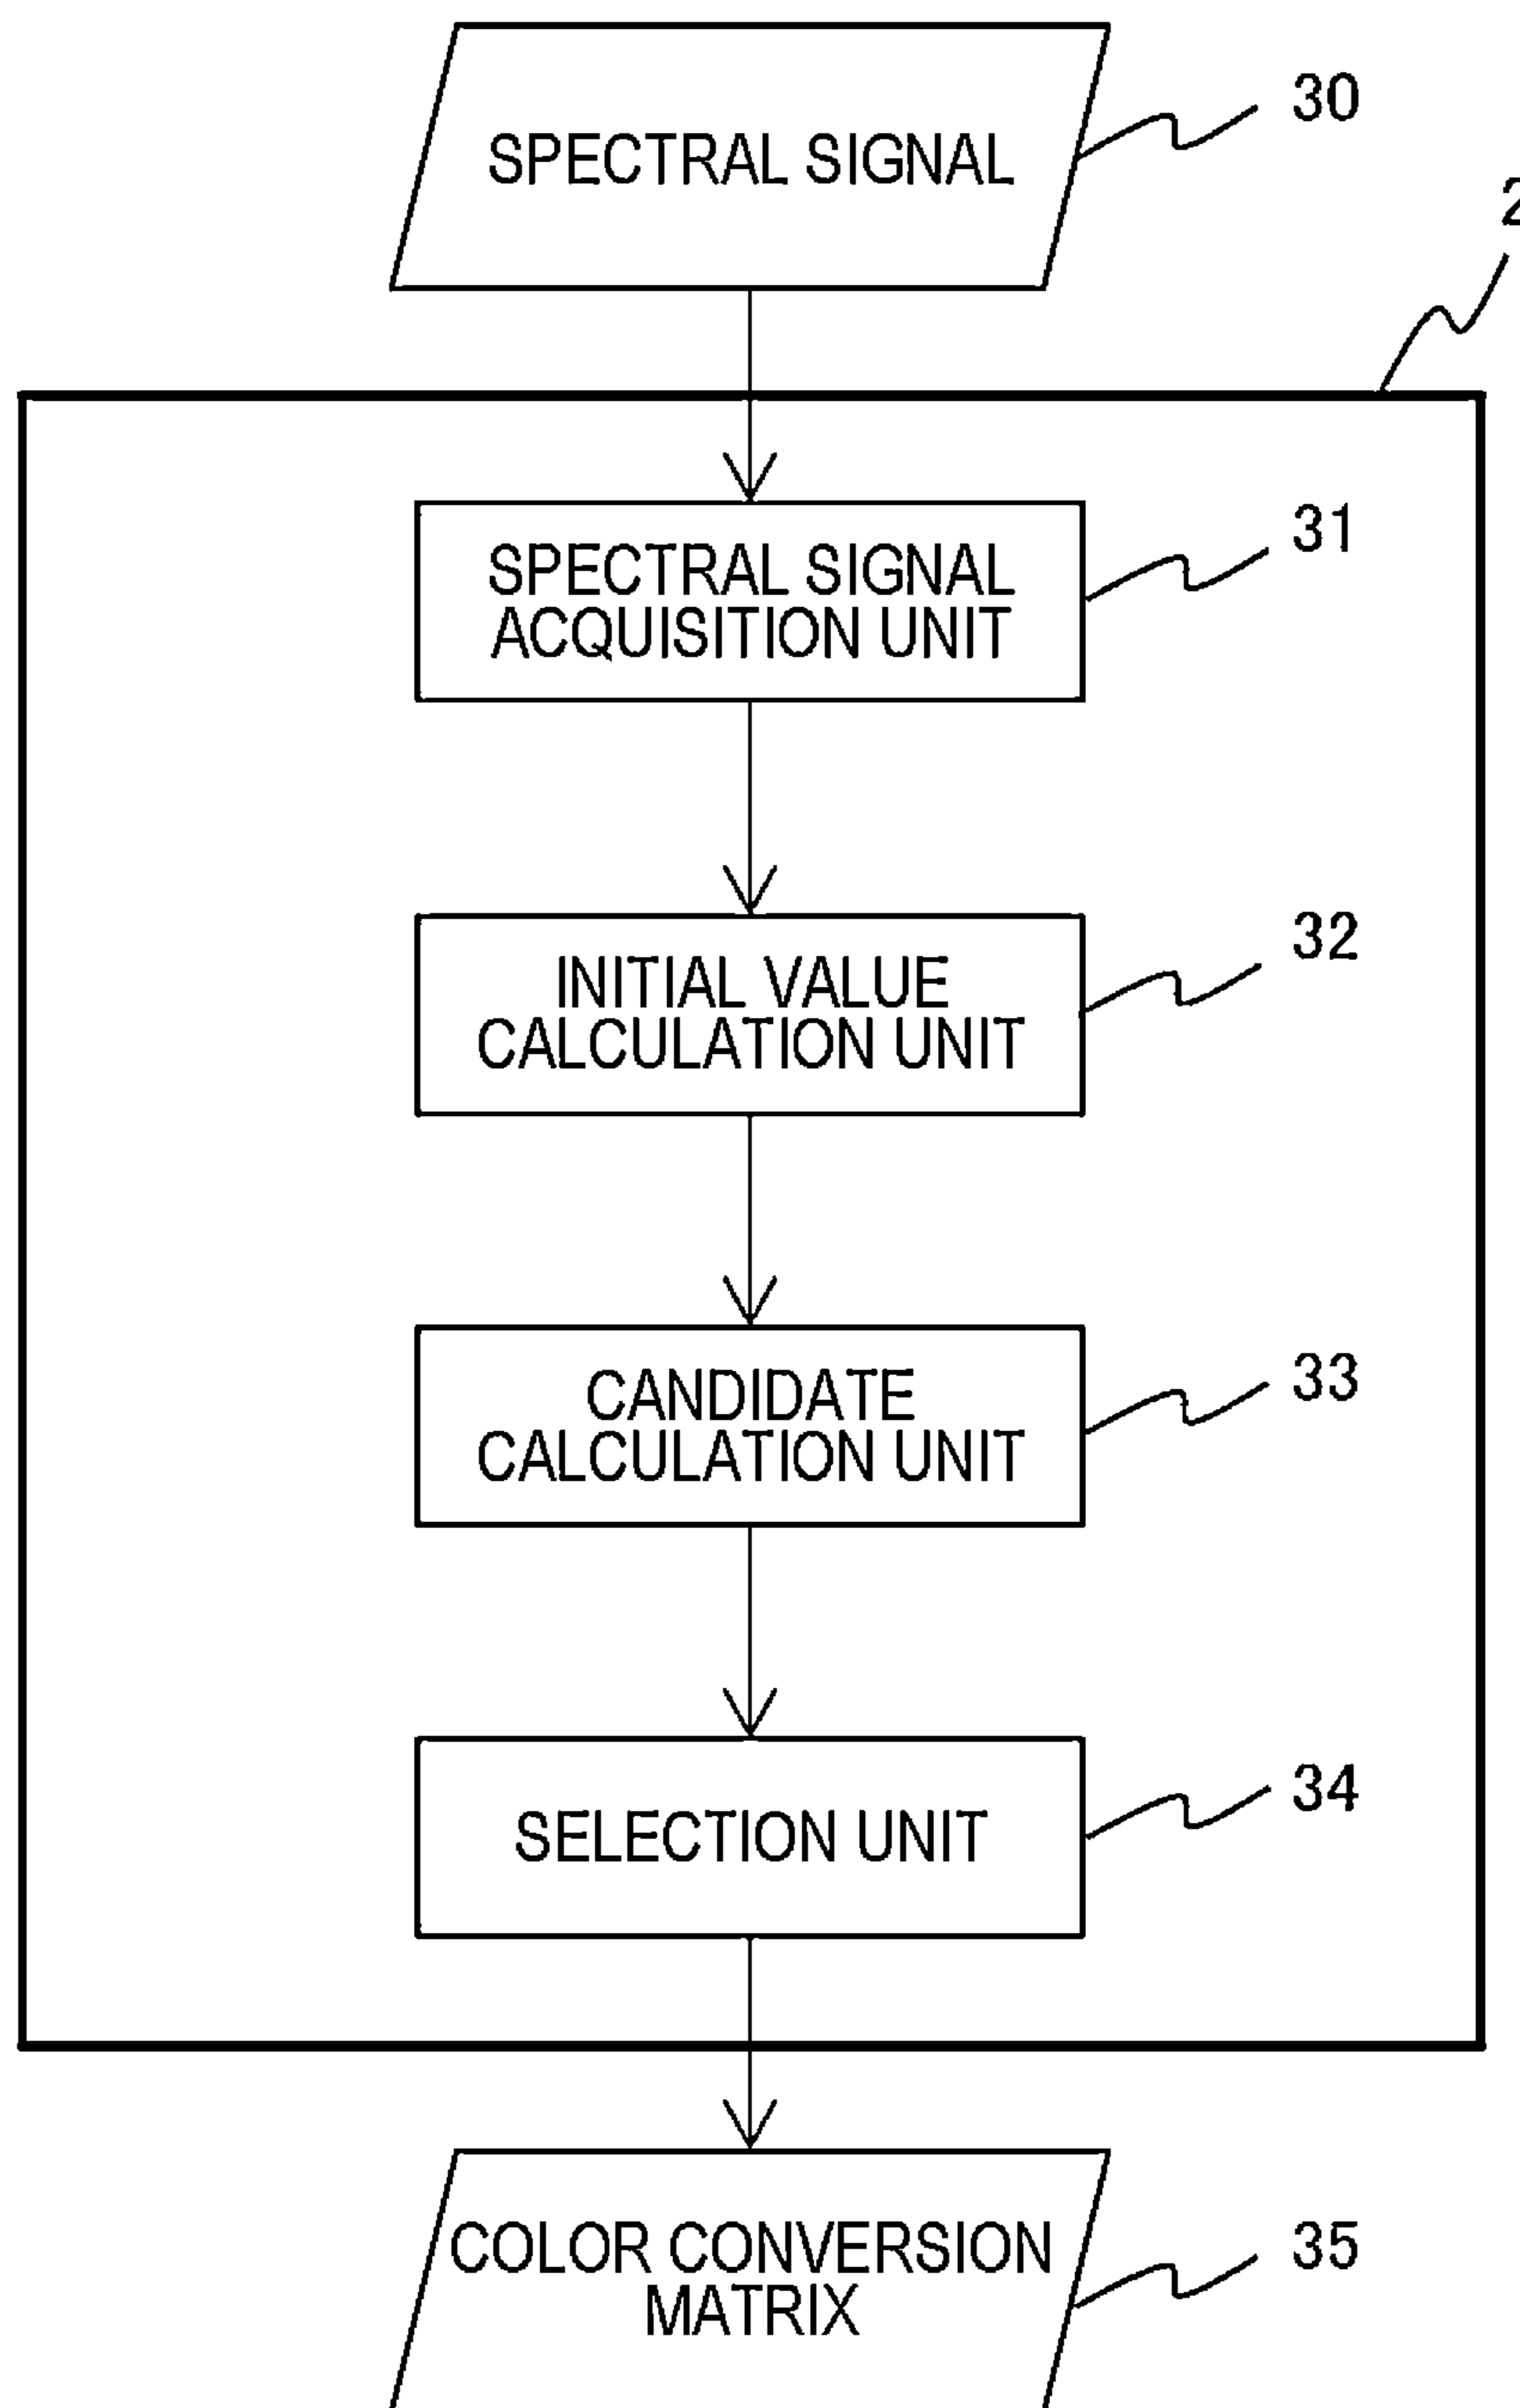 SPECTRAL SIGNAL
30
31
SPECTRAL SIGNAL
ACQUISITION UNIT
32
INITIAL VALUE
CALCULATION UNIT
33
CANDIDATE
CALCULATION UNIT
34
SELECTION UNIT
35
COLOR CONVERSION
MATRIX